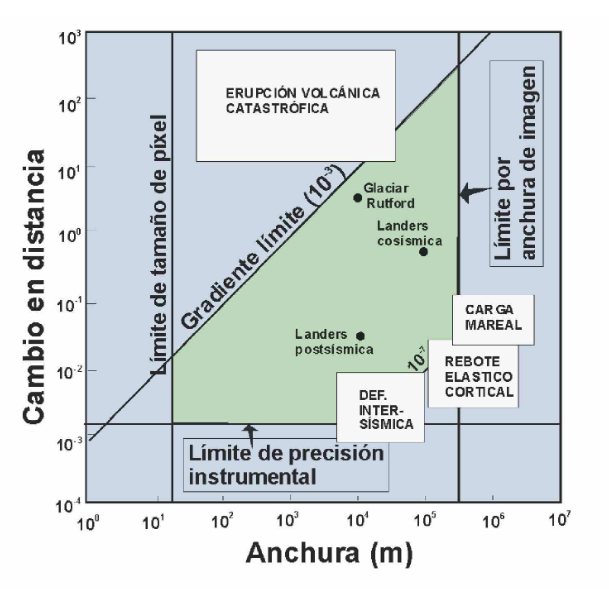 10³
10²
10¹
10⁰
10⁻¹
10⁻²
10⁻³
10⁻⁴
Cambio en distancia
ERUPCIÓN VOLCÁNICA
CATASTRÓFICA
Límite de tamaño de píxel
Gradiente límite (10⁻³)
Glaciar
Rutford
Landers
cosísmica
Landers
postsísmica
Límite por
anchura de imagen
CARGA
MAREAL
10⁻⁷
REBOTE
ELASTICO
CORTICAL
DEF.
INTER-
SÍSMICA
Límite de precisión
instrumental
10⁰
10¹
10²
10³
10⁴
10⁵
10⁶
10⁷
Anchura (m)